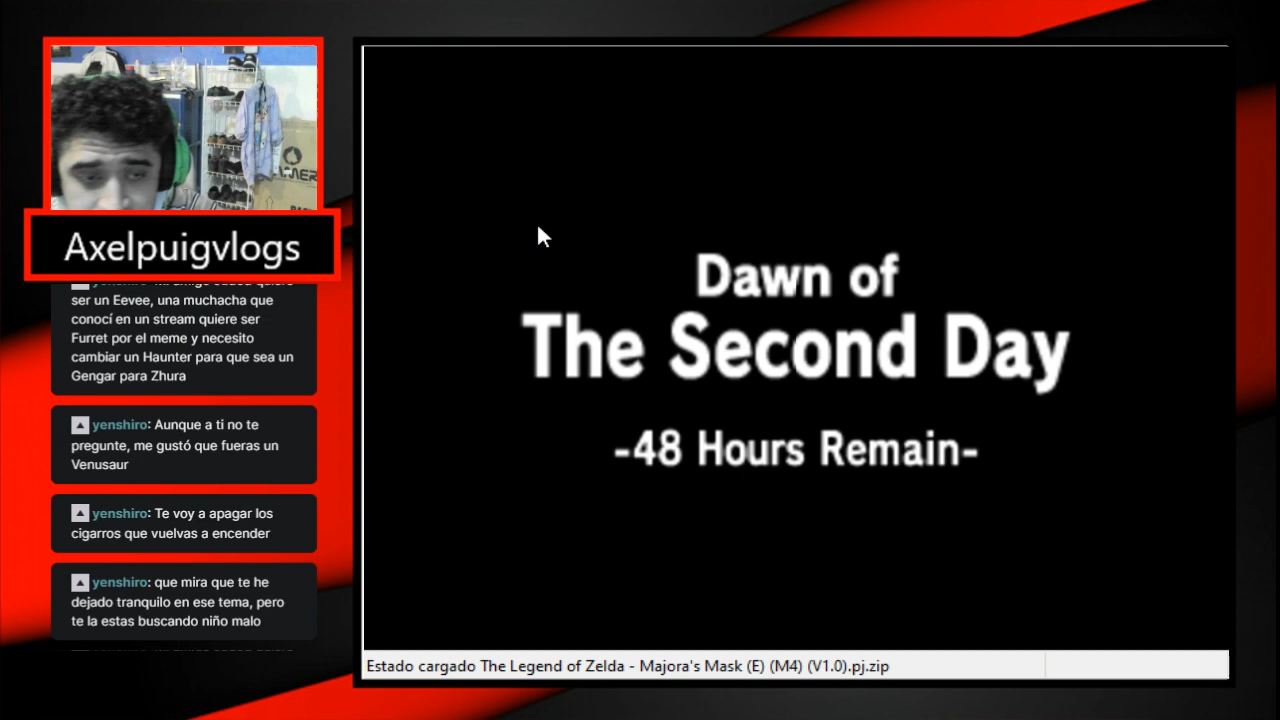 Axelpuigvlogs
ser un Eevee, una muchacha que
conocí en un stream quiere ser
Furret por el meme y necesito
cambiar un Haunter para que sea un
Gengar para Zhura
yenshiro: Aunque a ti no te
pregunte, me gustó que fueras un
Venusaur
yenshiro: Te voy a apagar los
cigarros que vuelvas a encender
yenshiro: que mira que te he
dejado tranquilo en ese tema, pero
te la estas buscando niño malo
Dawn of
The Second Day
-48 Hours Remain-
Estado cargado The Legend of Zelda - Majora's Mask (E) (M4) (V1.0).pj.zip